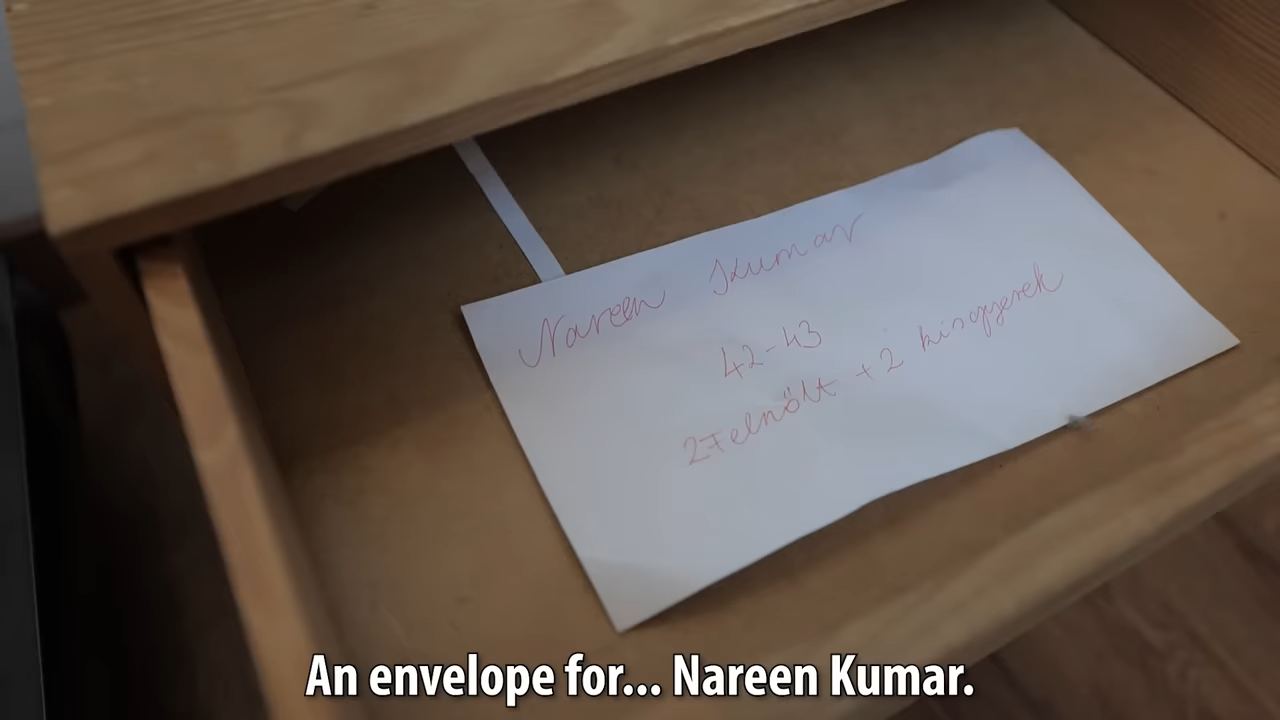 Nareen Kumar
42-43
2 Felnőtt + 2 kisgyerek
An envelope for... Nareen Kumar.